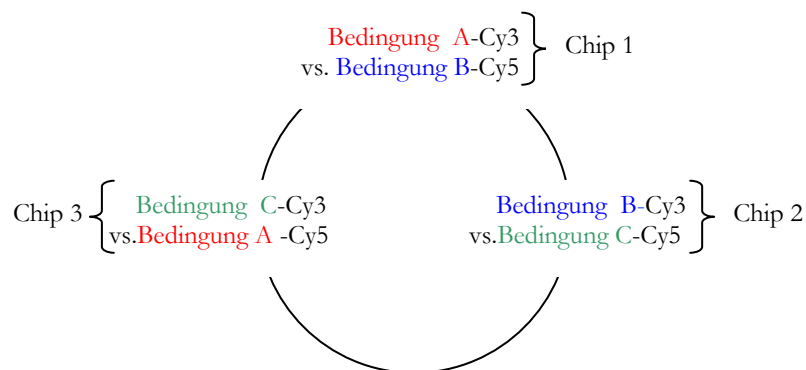 Bedingung A-Cy3
vs. Bedingung B-Cy5
Chip 1
Chip 3
Bedingung C-Cy3
vs.Bedingung A -Cy5
Bedingung B-Cy3
vs.Bedingung C-Cy5
Chip 2